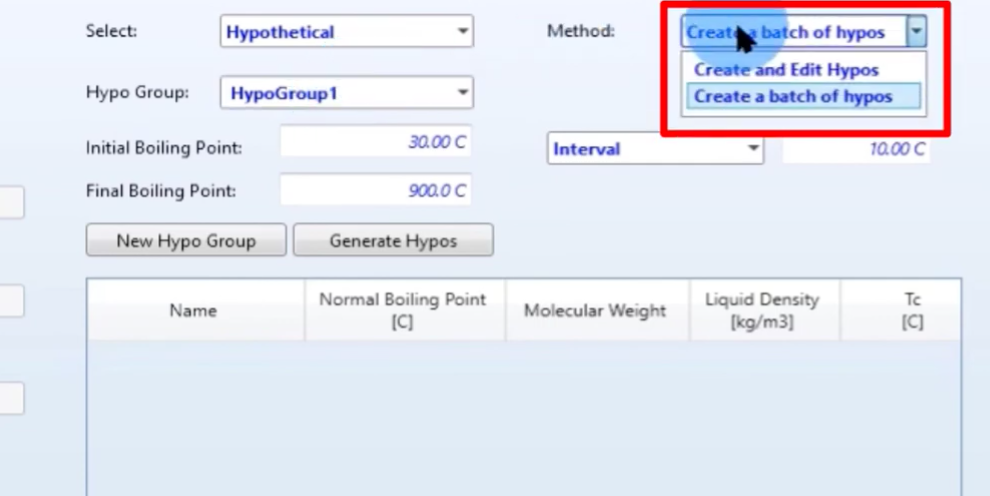 Select: Hypothetical Method: Create a batch of hypos
Create and Edit Hypos
Create a batch of hypos
Hypo Group: HypoGroup1
Initial Boiling Point: 30.00 C Interval 10.00 C
Final Boiling Point: 900.0 C
New Hypo Group Generate Hypos
Name Normal Boiling Point [C] Molecular Weight Liquid Density [kg/m3] Tc [C]